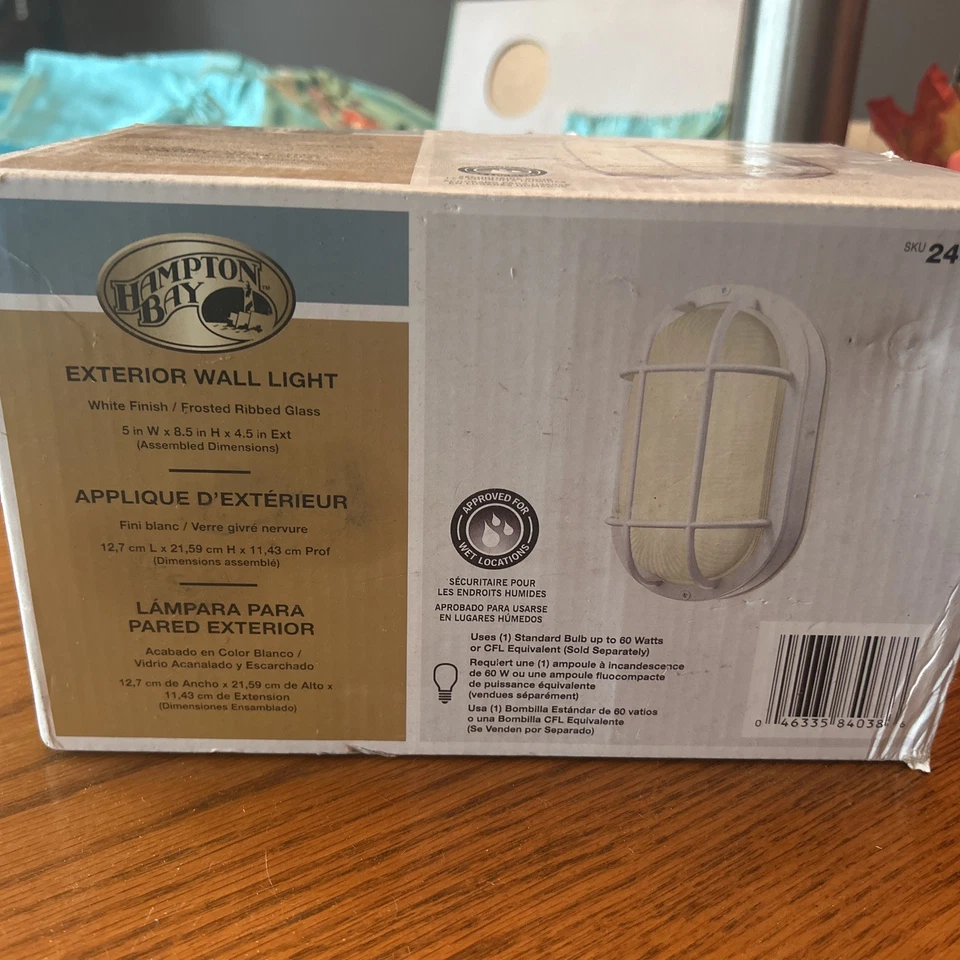 HAMPTON
BAY
™
EXTERIOR WALL LIGHT
White Finish / Frosted Ribbed Glass
5 in W x 8.5 in H x 4.5 in Ext
(Assembled Dimensions)
APPLIQUE D'EXTÉRIEUR
Fini blanc / Verre givré nervure
12,7 cm L x 21,59 cm H x 11,43 cm Prof
(Dimensions assemblé)
LÁMPARA PARA
PARED EXTERIOR
Acabado en Color Blanco /
Vidrio Acanalado y Escarchado
12,7 cm de Ancho x 21,59 cm de Alto x
11,43 cm de Extension
(Dimensiones Ensamblado)
SKU 24
APPROVED FOR
WET LOCATIONS
SÉCURITAIRE POUR
LES ENDROITS HUMIDES
APROBADO PARA USARSE
EN LUGARES HÚMEDOS
Uses (1) Standard Bulb up to 60 Watts
or CFL Equivalent (Sold Separately)
Requiert une (1) ampoule à incandescence
de 60 W ou une ampoule fluocompacte
de puissance équivalente
(vendues séparément)
Usa (1) Bombilla Estándar de 60 vatios
o una Bombilla CFL Equivalente
(Se Venden por Separado)
0 46335 84038 6